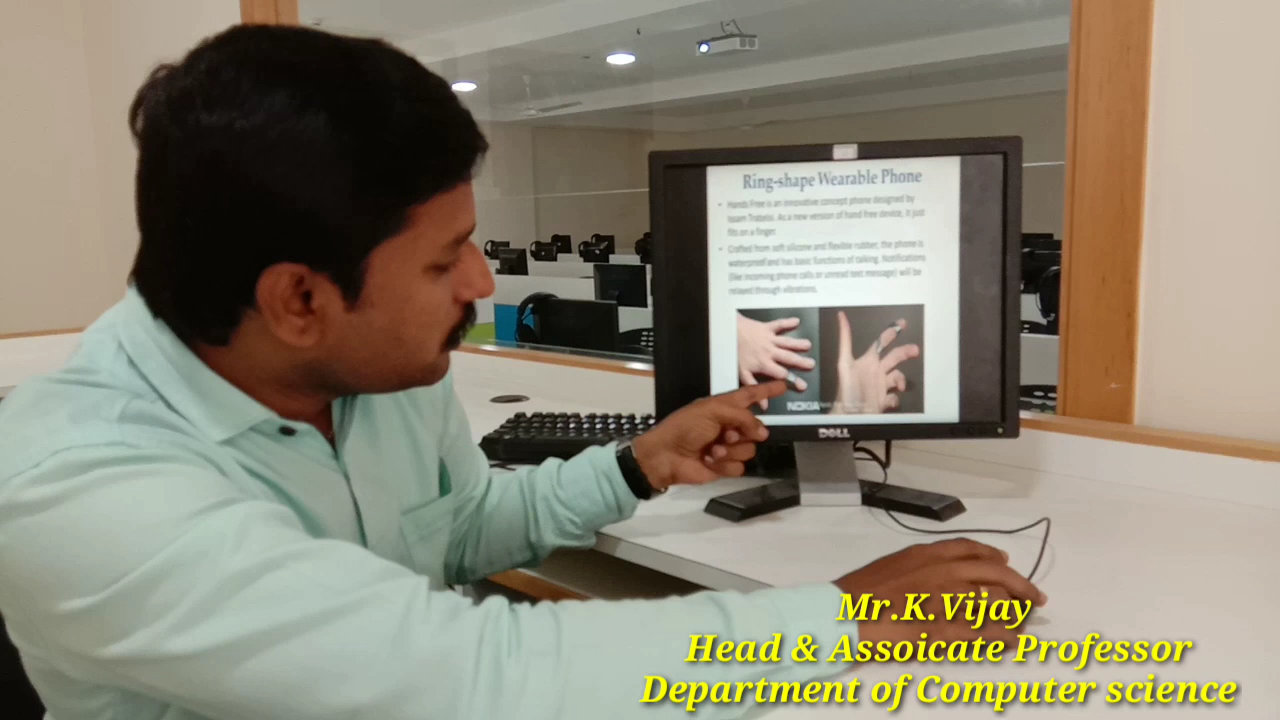 Ring-shape Wearable Phone
• Hands Free is an innovative concept phone designed by
Issam Trabelsi. As a new version of hand free device, it just
fits on a finger.
• Crafted from soft silicone and flexible rubber, the phone is
waterproof and has basic functions of talking. Notifications
(like incoming phone calls or unread text message) will be
relayed through vibrations.
NOKIA
DELL
Mr.K.Vijay
Head & Assoicate Professor
Department of Computer science